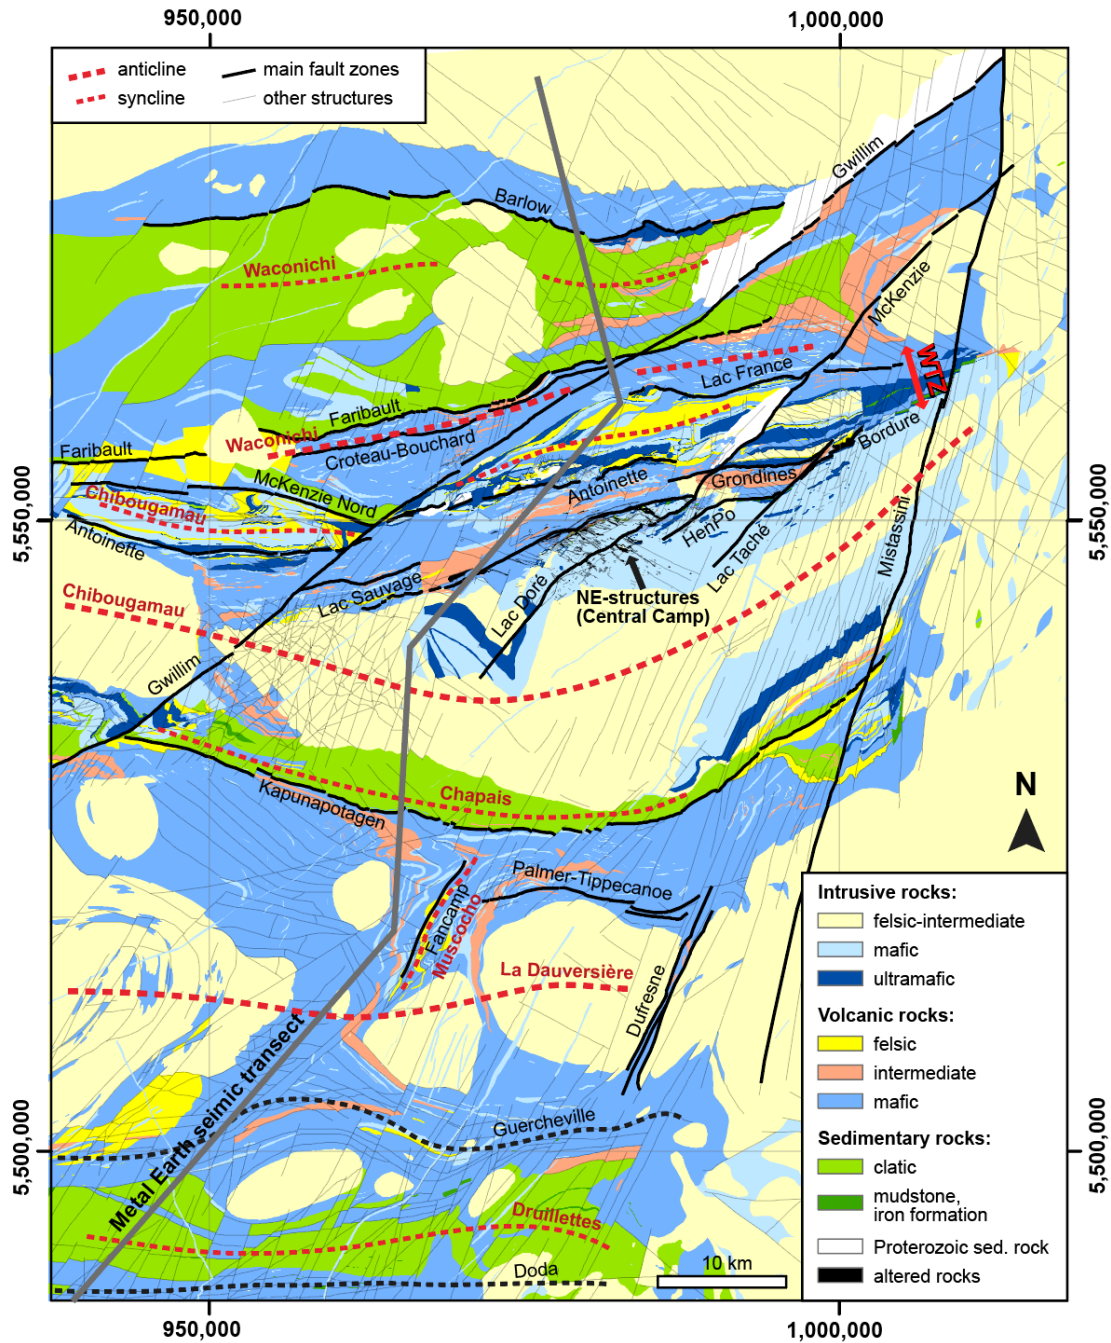 950,000
1,000,000
anticline
main fault zones
syncline
other structures
Gwillim
Barlow
Waconichi
McKenzie
WTZ
Lac France
Faribault
Waconichi
Croteau-Bouchard
Faribault
Bordure
McKenzie Nord
Antoinette
Grondines
Chibougamau
5,550,000
5,550,000
Antoinette
HenPo
Mistassini
Lac Taché
Chibougamau
Lac Sauvage
Lac Doré
NE-structures
(Central Camp)
Gwillim
Kapunapotagen
Chapais
N
Palmer-Tippecanoe
Fancamp
Muscocho
La Dauversière
Dufresne
Metal Earth seimic transect
Guercheville
5,500,000
5,500,000
Druillettes
Doda
10 km
Intrusive rocks:
felsic-intermediate
mafic
ultramafic
Volcanic rocks:
felsic
intermediate
mafic
Sedimentary rocks:
clatic
mudstone,
iron formation
Proterozoic sed. rock
altered rocks
950,000
1,000,000